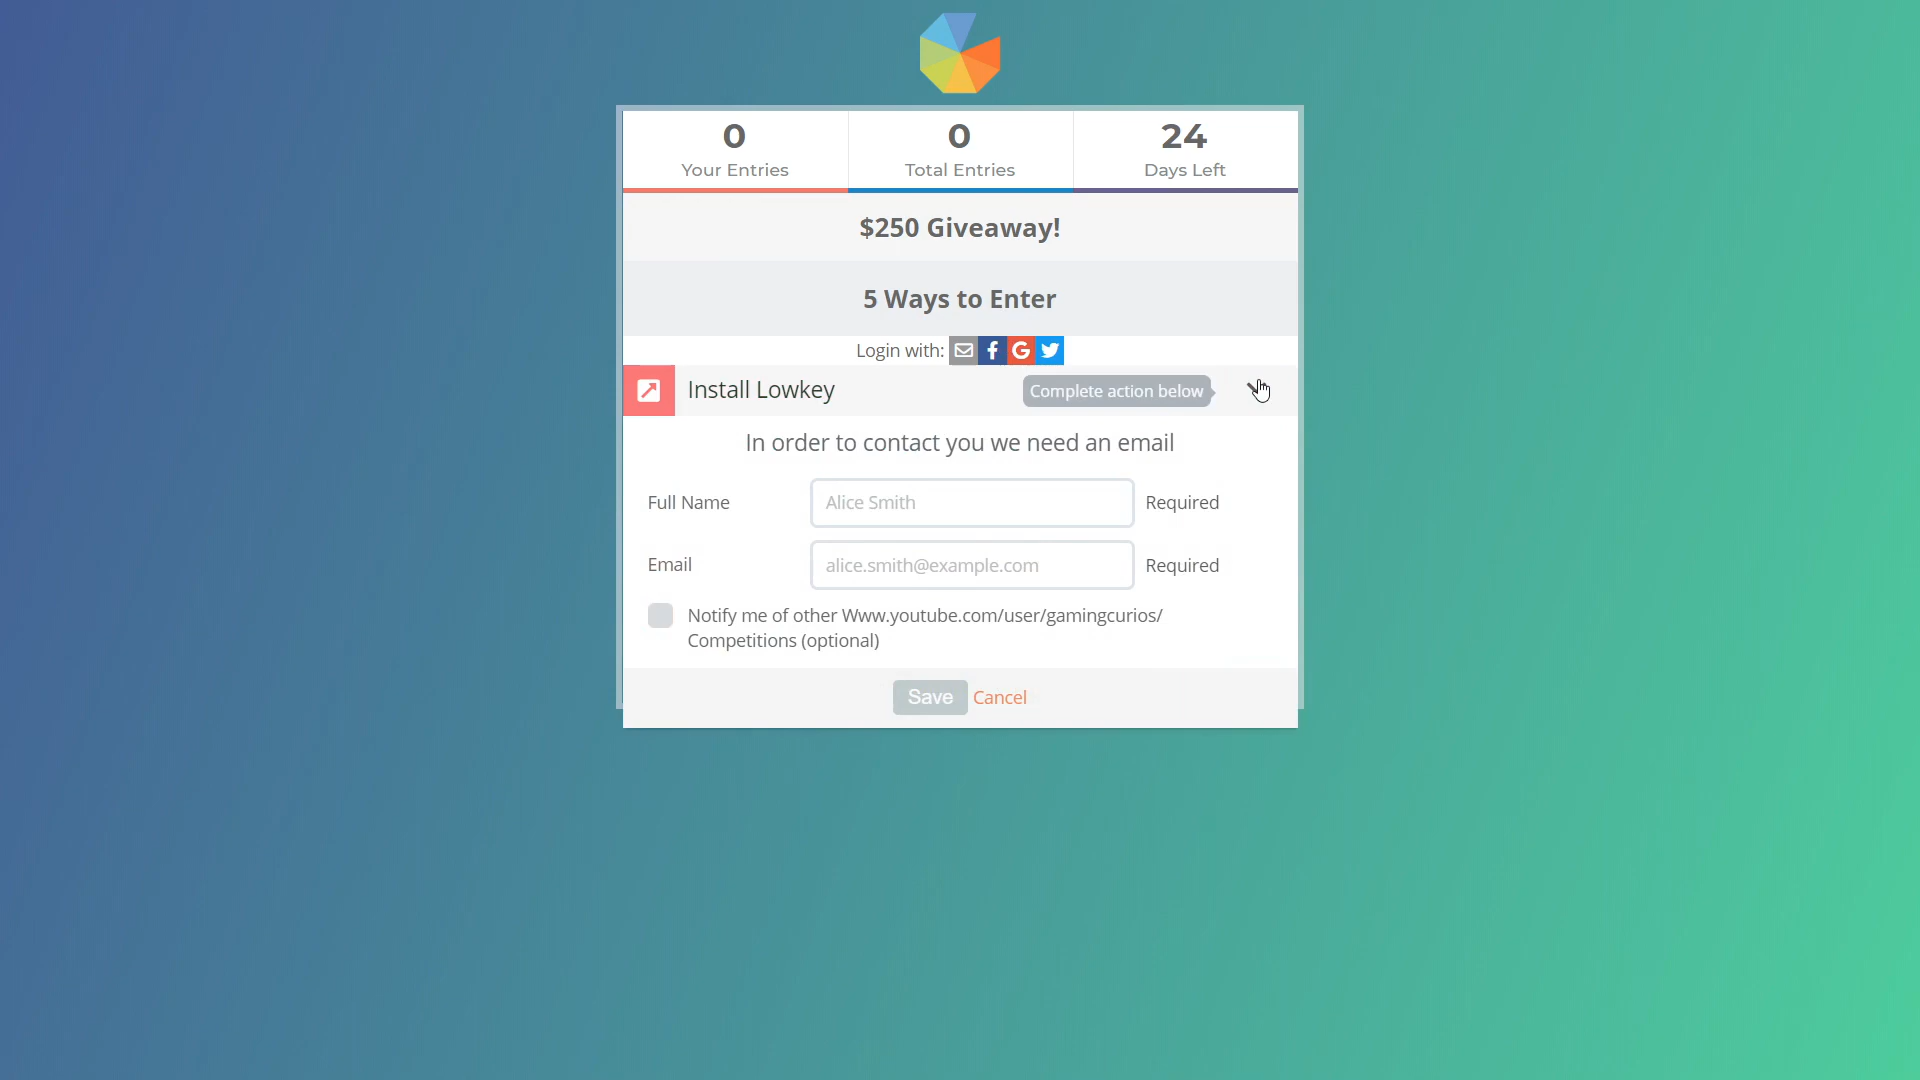 0
Your Entries
0
Total Entries
24
Days Left
$250 Giveaway!
5 Ways to Enter
Login with:
Install Lowkey
Complete action below
In order to contact you we need an email
Full Name
Alice Smith
Required
Email
alice.smith@example.com
Required
Notify me of other Www.youtube.com/user/gamingcurios/
Competitions (optional)
Save
Cancel